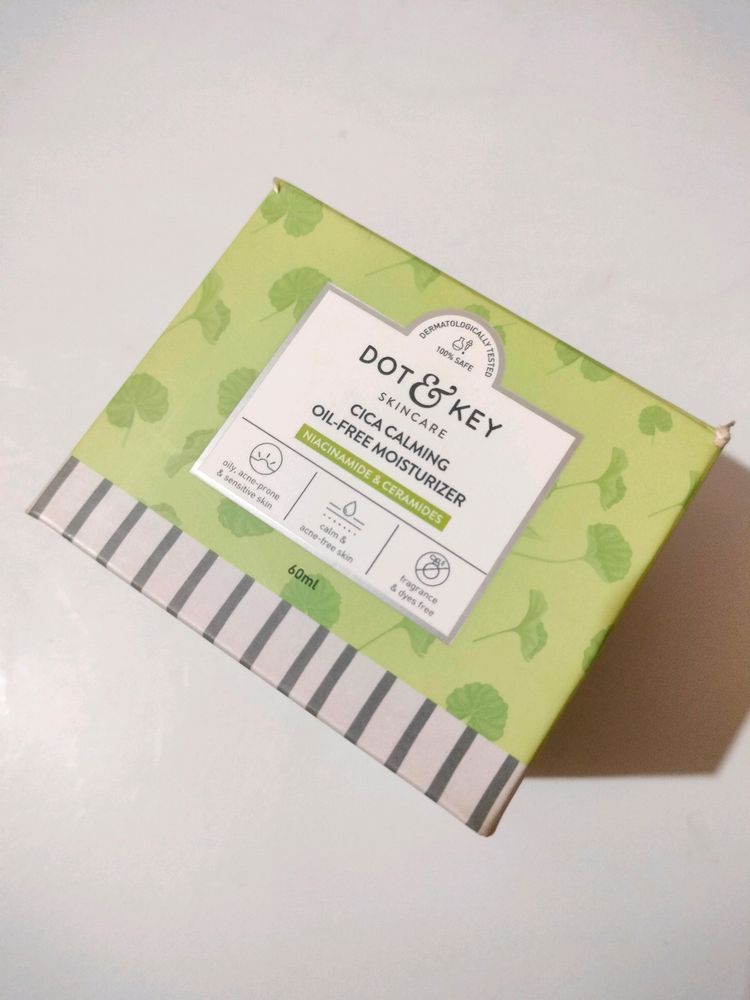 DERMATOLOGICALLY TESTED
100% SAFE
DOT & KEY
SKINCARE
CICA CALMING
OIL-FREE MOISTURIZER
NIACINAMIDE & CERAMIDES
oily, acne-prone
& sensitive skin
calm &
acne-free skin
fragrance
& dyes free
60ml